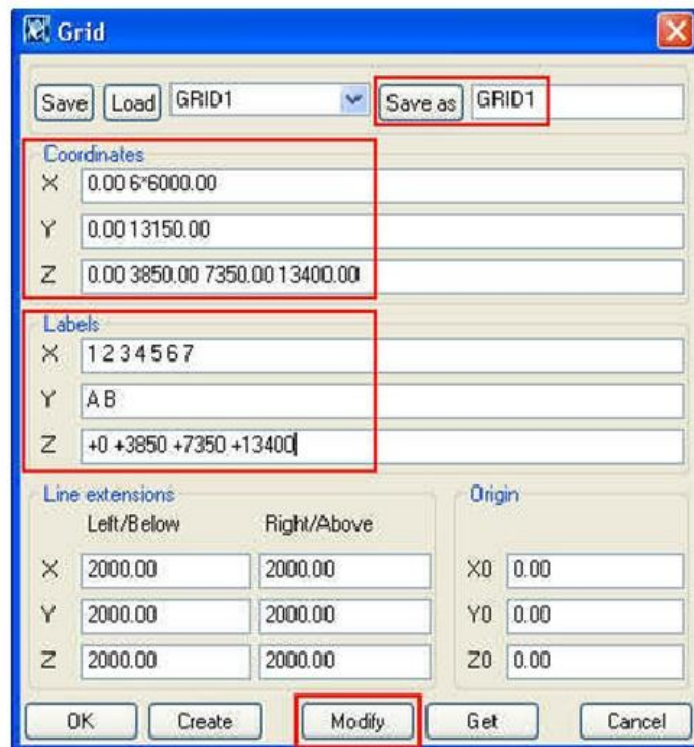 Grid
Save Load GRID1 Save as GRID1
Coordinates
X 0.00 6*6000.00
Y 0.00 13150.00
Z 0.00 3850.00 7350.00 13400.00
Labels
X 1 2 3 4 5 6 7
Y A B
Z +0 +3850 +7350 +13400
Line extensions Origin
Left/Below Right/Above
X 2000.00 2000.00 X0 0.00
Y 2000.00 2000.00 Y0 0.00
Z 2000.00 2000.00 Z0 0.00
OK Create Modify Get Cancel